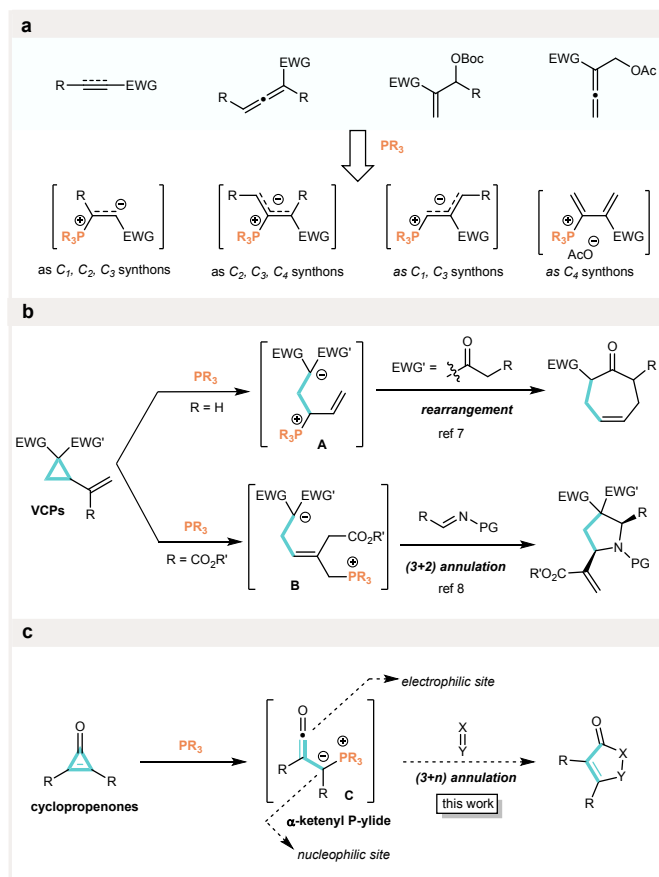 a
R EWG
EWG R R
OBoc EWG R
EWG OAc
PR3
R ⊕ ⊖ R3P EWG
R ⊖ R ⊕ R3P EWG
⊖ R ⊕ R3P EWG
⊕ R3P ⊖ AcO EWG
as C1, C2, C3 synthons
as C2, C3, C4 synthons
as C1, C3 synthons
as C4 synthons
b
EWG EWG'
R
VCPs
PR3
R = H
EWG EWG'
⊖
⊕
R3P
A
EWG' =
O
R
rearrangement
ref 7
O
EWG R
PR3
R = CO2R'
EWG EWG'
⊖
CO2R'
⊕
PR3
B
R N PG
(3+2) annulation
ref 8
EWG EWG'
R
N
PG
R'O2C
c
O
R R
cyclopropenones
PR3
electrophilic site
O
⊖ ⊕
PR3
R
R
C
α-ketenyl P-ylide
nucleophilic site
X
Y
(3+n) annulation
this work
O
X
Y
R
R